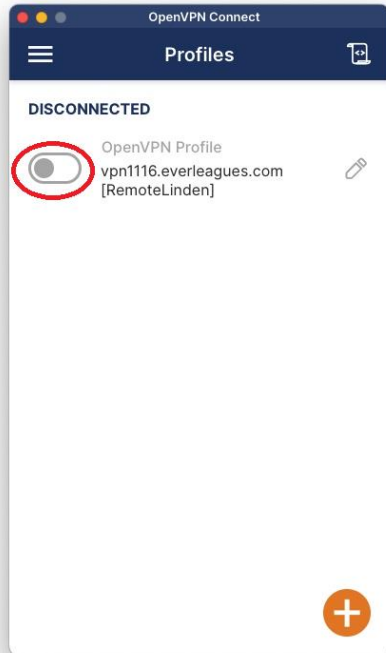 OpenVPN Connect
Profiles
DISCONNECTED
OpenVPN Profile
vpn1116.everleagues.com
[RemoteLinden]